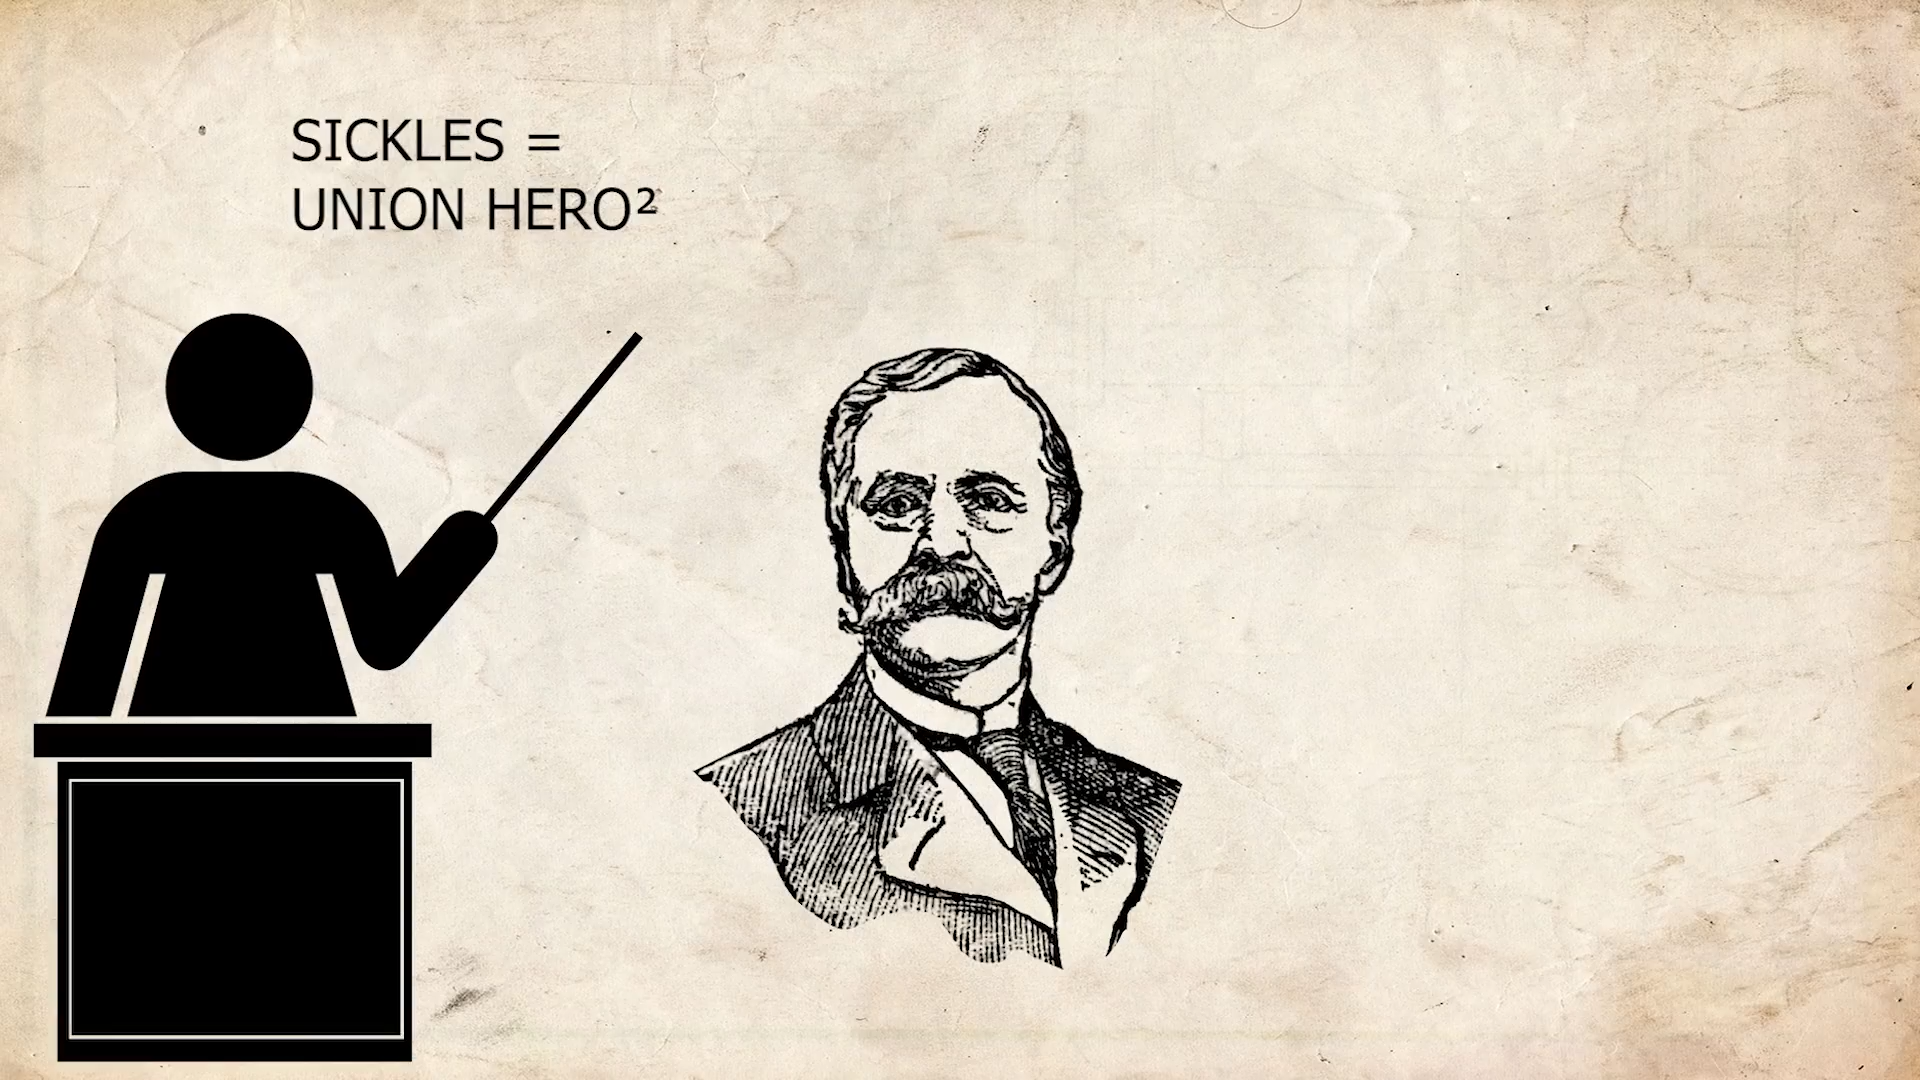 SICKLES =
UNION HERO²